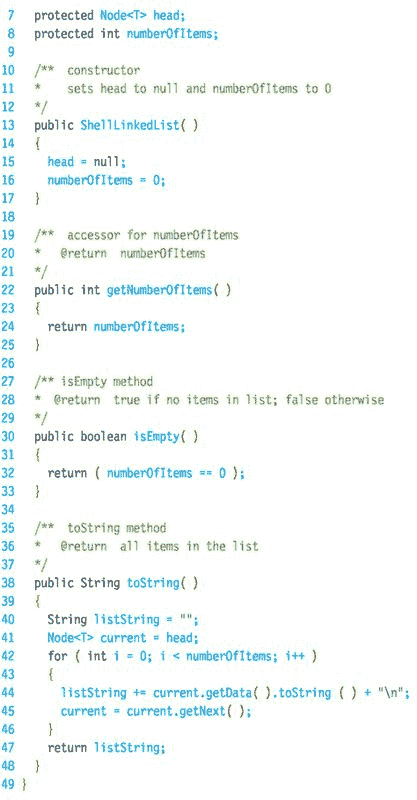 7 protected Node<T> head;
8 protected int numberOfItems;
9
10 /** constructor
11 * sets head to null and numberOfItems to 0
12 */
13 public ShellLinkedList( )
14 {
15 head = null;
16 numberOfItems = 0;
17 }
18
19 /** accessor for numberOfItems
20 * @return numberOfItems
21 */
22 public int getNumberOfItems( )
23 {
24 return numberOfItems;
25 }
26
27 /** isEmpty method
28 * @return true if no items in list; false otherwise
29 */
30 public boolean isEmpty( )
31 {
32 return ( numberOfItems == 0 );
33 }
34
35 /** toString method
36 * @return all items in the list
37 */
38 public String toString( )
39 {
40 String listString = "";
41 Node<T> current = head;
42 for ( int i = 0; i < numberOfItems; i++ )
43 {
44 listString += current.getData( ).toString ( ) + "\n";
45 current = current.getNext( );
46 }
47 return listString;
48 }
49 }